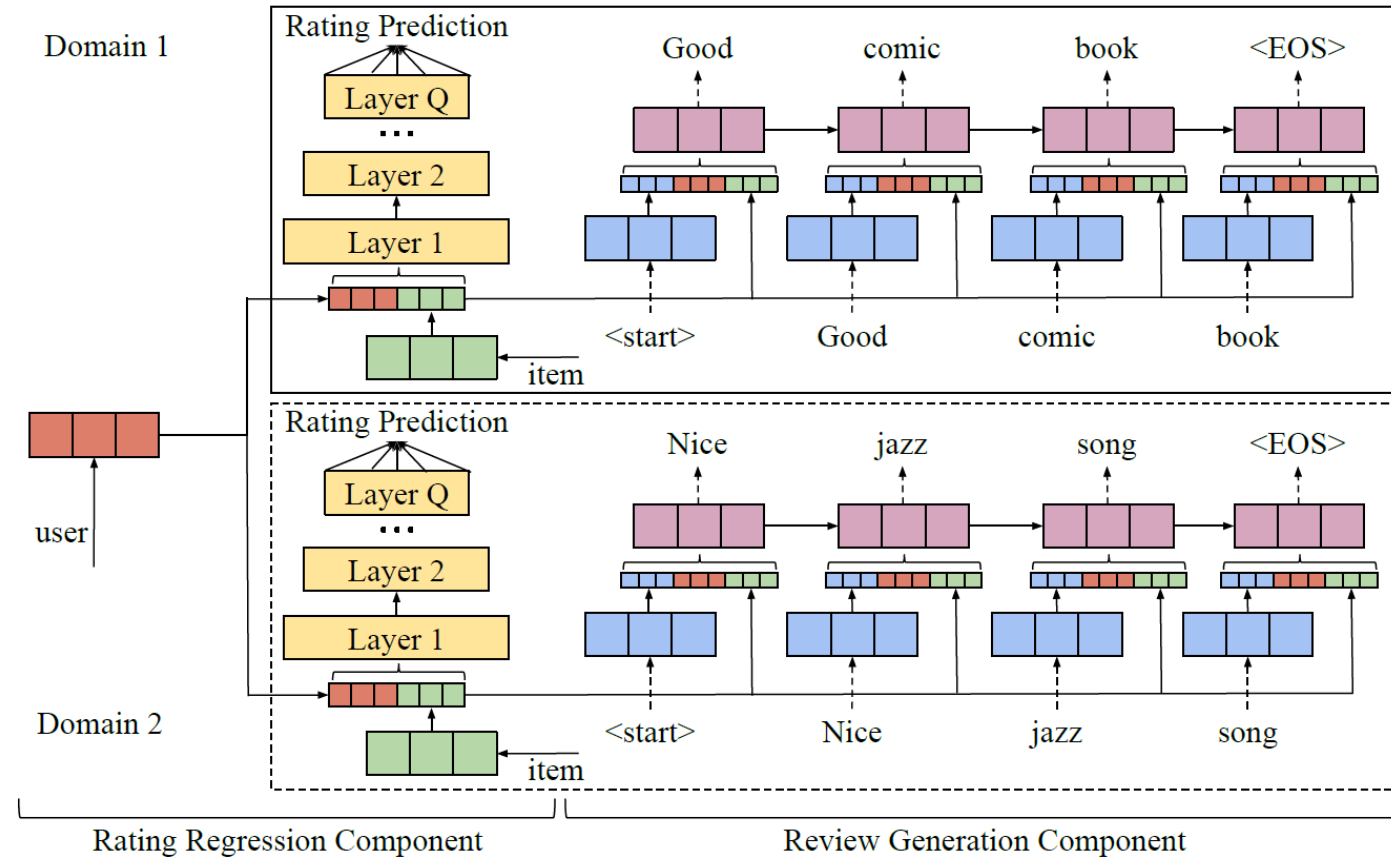 Domain 1
Rating Prediction
Layer Q
...
Layer 2
Layer 1
item
Good comic book <EOS>
<start> Good comic book
user
Rating Prediction
Layer Q
...
Layer 2
Layer 1
item
Nice jazz song <EOS>
<start> Nice jazz song
Domain 2
Rating Regression Component
Review Generation Component